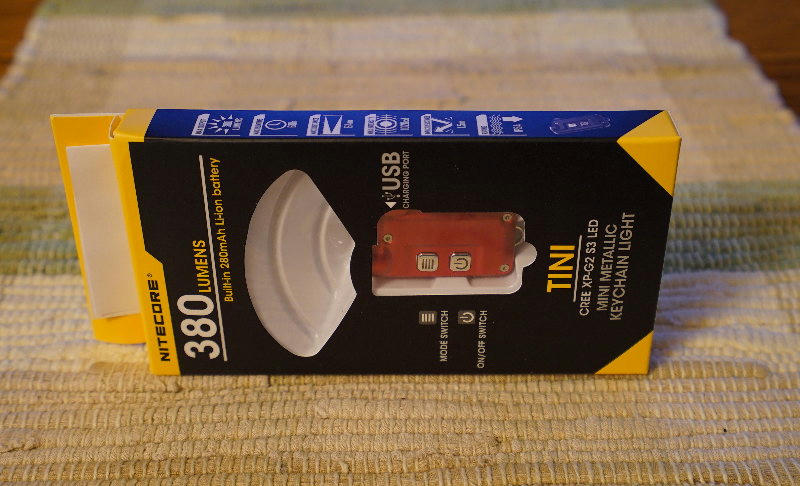 NITECORE®
380 LUMENS
Built-in 280mAh Li-ion battery
USB
CHARGING PORT
MODE SWITCH
ON/OFF SWITCH
TINI
CREE XP-G2 S3 LED
MINI METALLIC
KEYCHAIN LIGHT